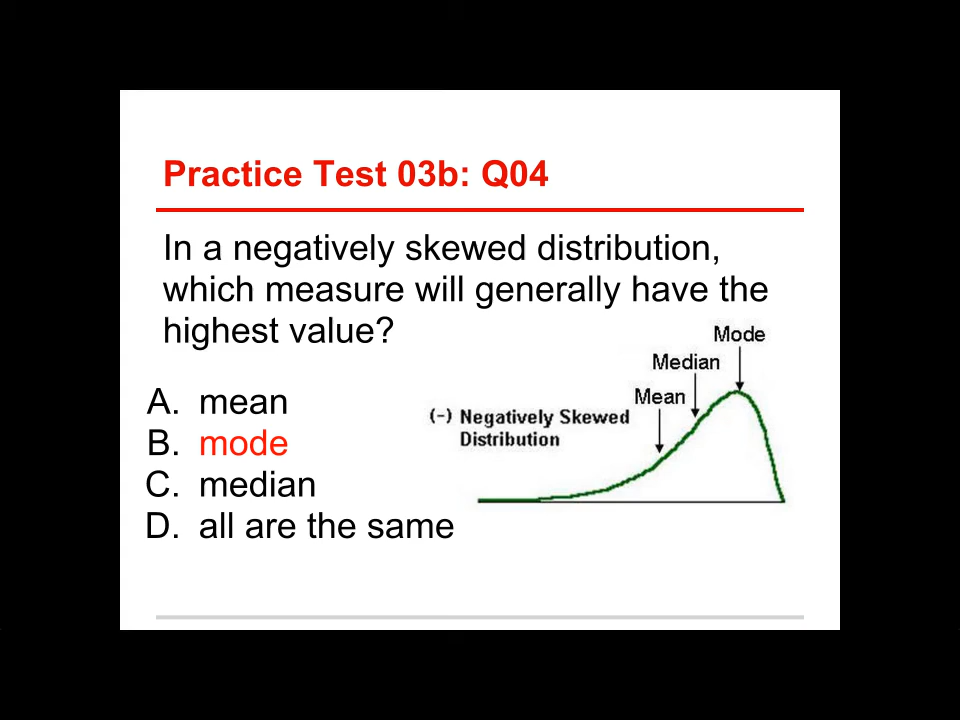 Practice Test 03b: Q04
In a negatively skewed distribution,
which measure will generally have the
highest value?
A. mean
B. mode
C. median
D. all are the same
Mode
Median
Mean
(-) Negatively Skewed
Distribution